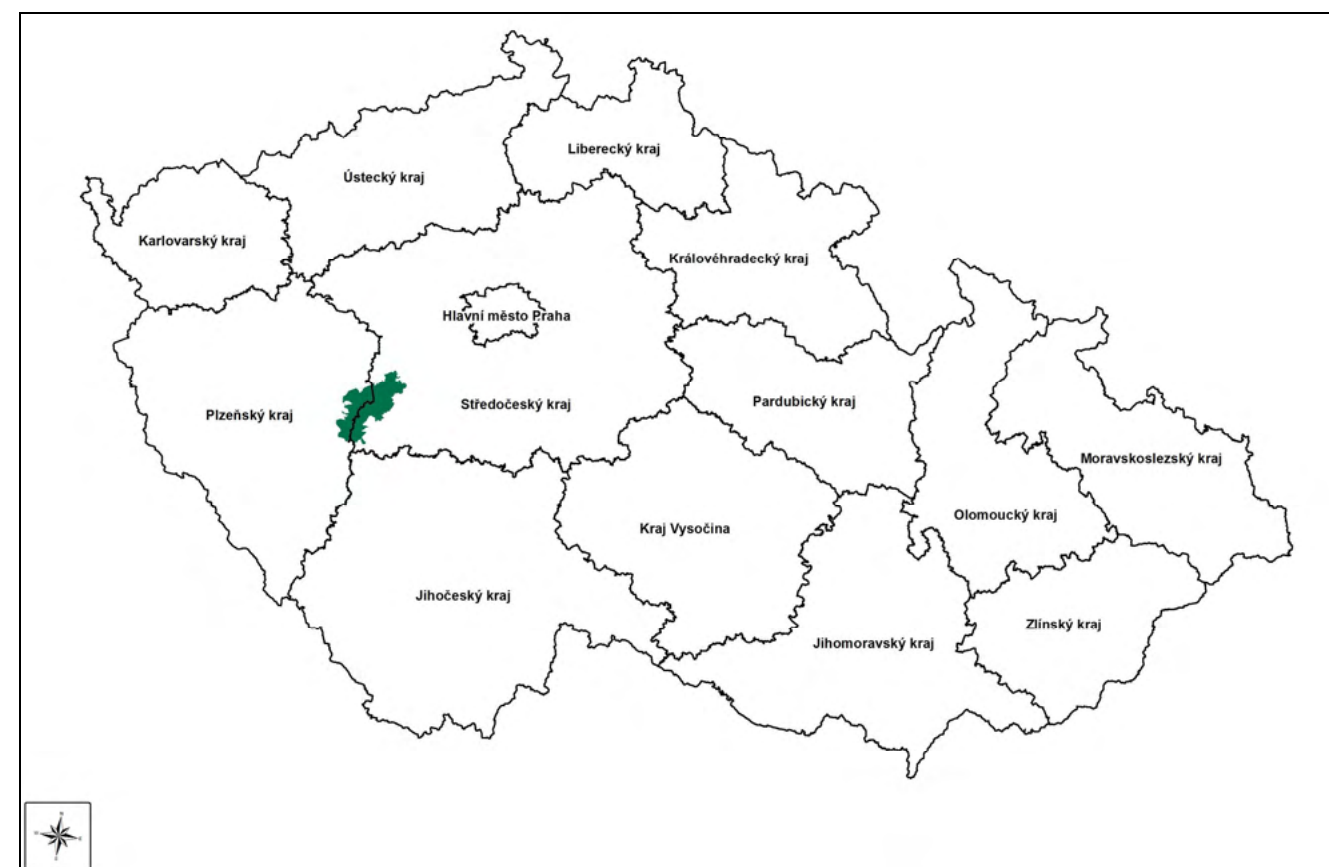 Liberecký kraj
Ústecký kraj
Karlovarský kraj
Královéhradecký kraj
Hlavní město Praha
Plzeňský kraj
Středočeský kraj
Pardubický kraj
Moravskoslezský kraj
Olomoucký kraj
Kraj Vysočina
Jihočeský kraj
Zlínský kraj
Jihomoravský kraj